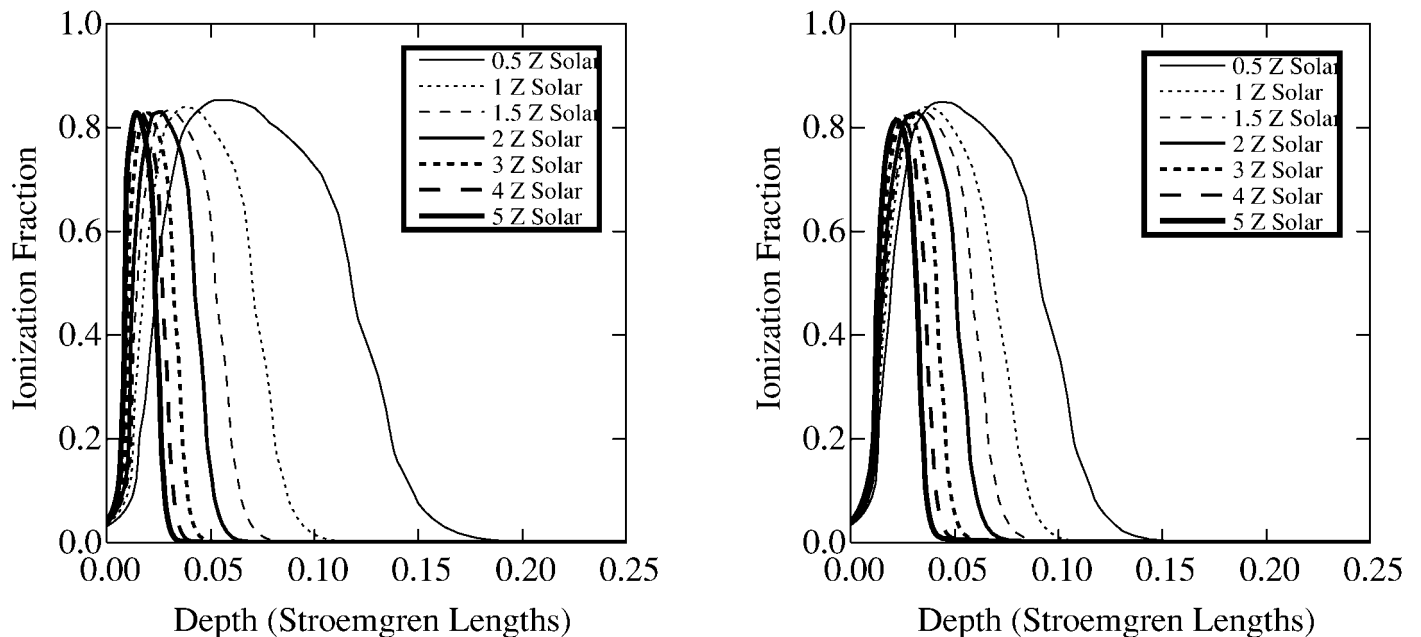 1.0
0.8
0.6
0.4
0.2
0.0
Ionization Fraction
0.5 Z Solar
1 Z Solar
1.5 Z Solar
2 Z Solar
3 Z Solar
4 Z Solar
5 Z Solar
0.00 0.05 0.10 0.15 0.20 0.25
Depth (Stroemgren Lengths)
1.0
0.8
0.6
0.4
0.2
0.0
Ionization Fraction
0.5 Z Solar
1 Z Solar
1.5 Z Solar
2 Z Solar
3 Z Solar
4 Z Solar
5 Z Solar
0.00 0.05 0.10 0.15 0.20 0.25
Depth (Stroemgren Lengths)